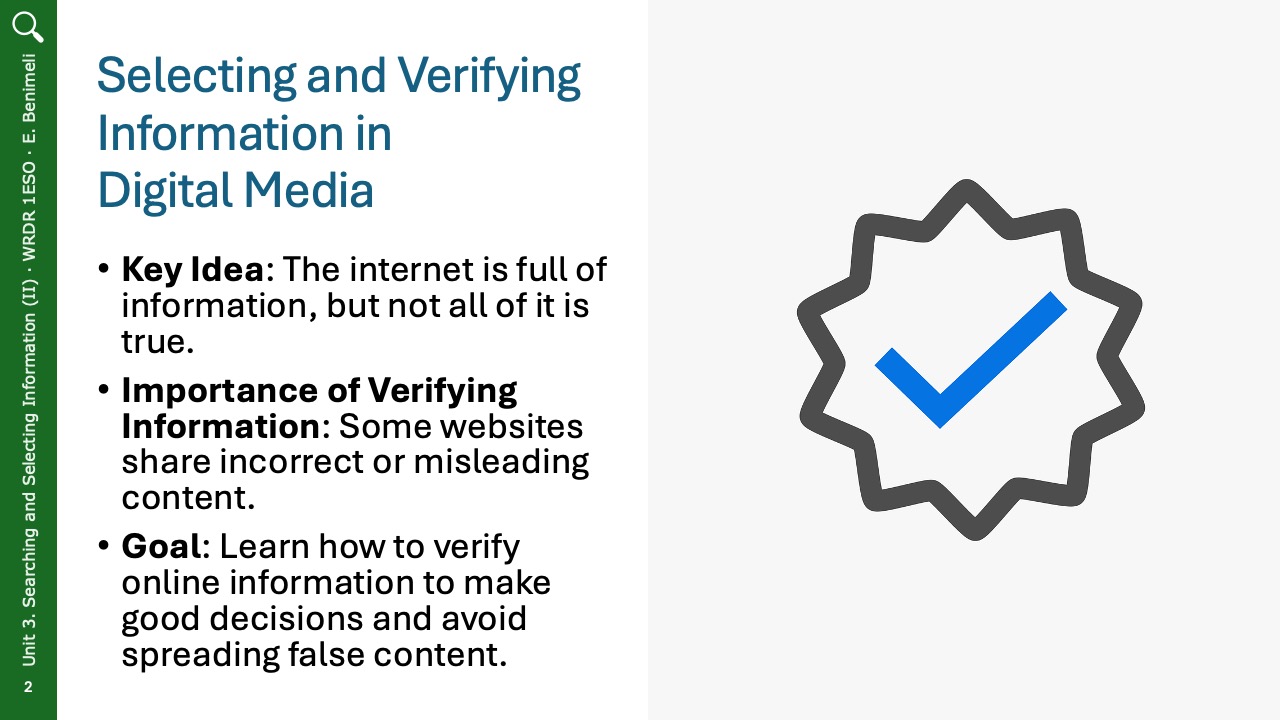 Unit 3. Searching and Selecting Information (II) · WRDR 1ESO · E. Benimeli
2
Selecting and Verifying
Information in
Digital Media
• Key Idea: The internet is full of
information, but not all of it is
true.
• Importance of Verifying
Information: Some websites
share incorrect or misleading
content.
• Goal: Learn how to verify
online information to make
good decisions and avoid
spreading false content.